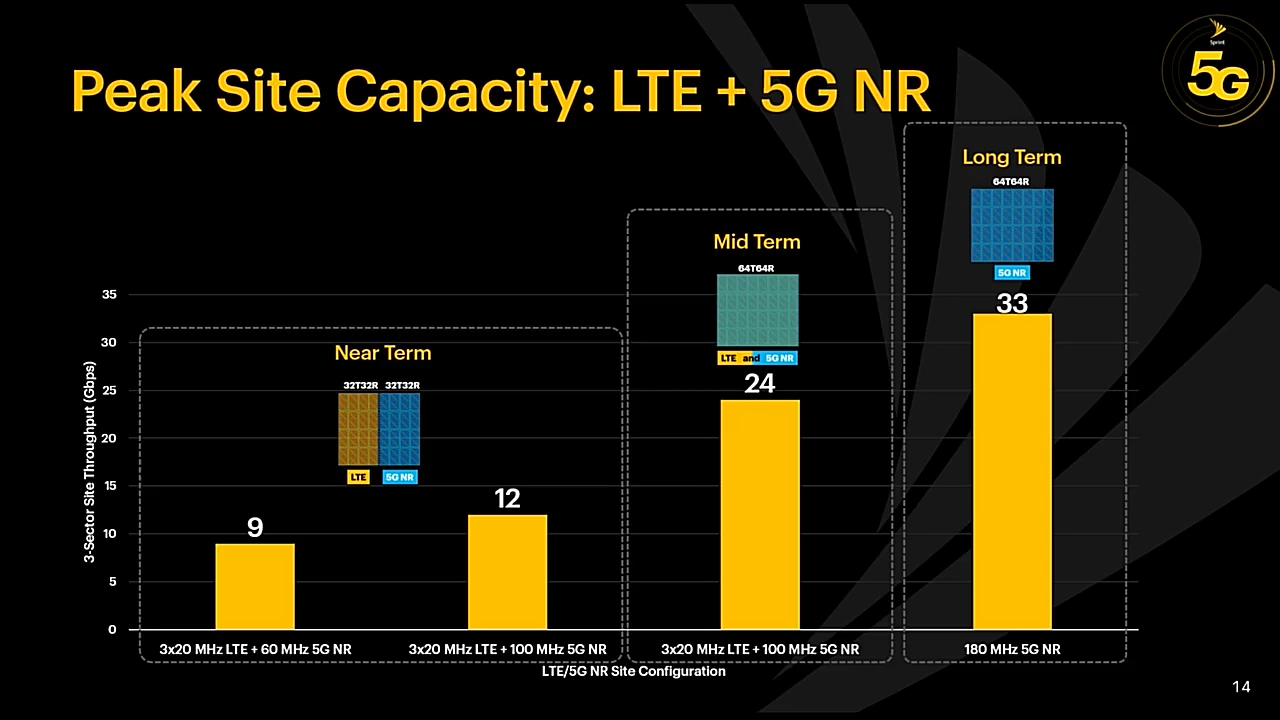 Sprint
5G
Peak Site Capacity: LTE + 5G NR
Long Term
64T64R
5G NR
33
Mid Term
64T64R
LTE and 5G NR
24
Near Term
32T32R 32T32R
LTE 5G NR
9
12
35
30
25
20
15
10
5
0
3-Sector Site Throughput (Gbps)
3x20 MHz LTE + 60 MHz 5G NR
3x20 MHz LTE + 100 MHz 5G NR
3x20 MHz LTE + 100 MHz 5G NR
180 MHz 5G NR
LTE/5G NR Site Configuration
14